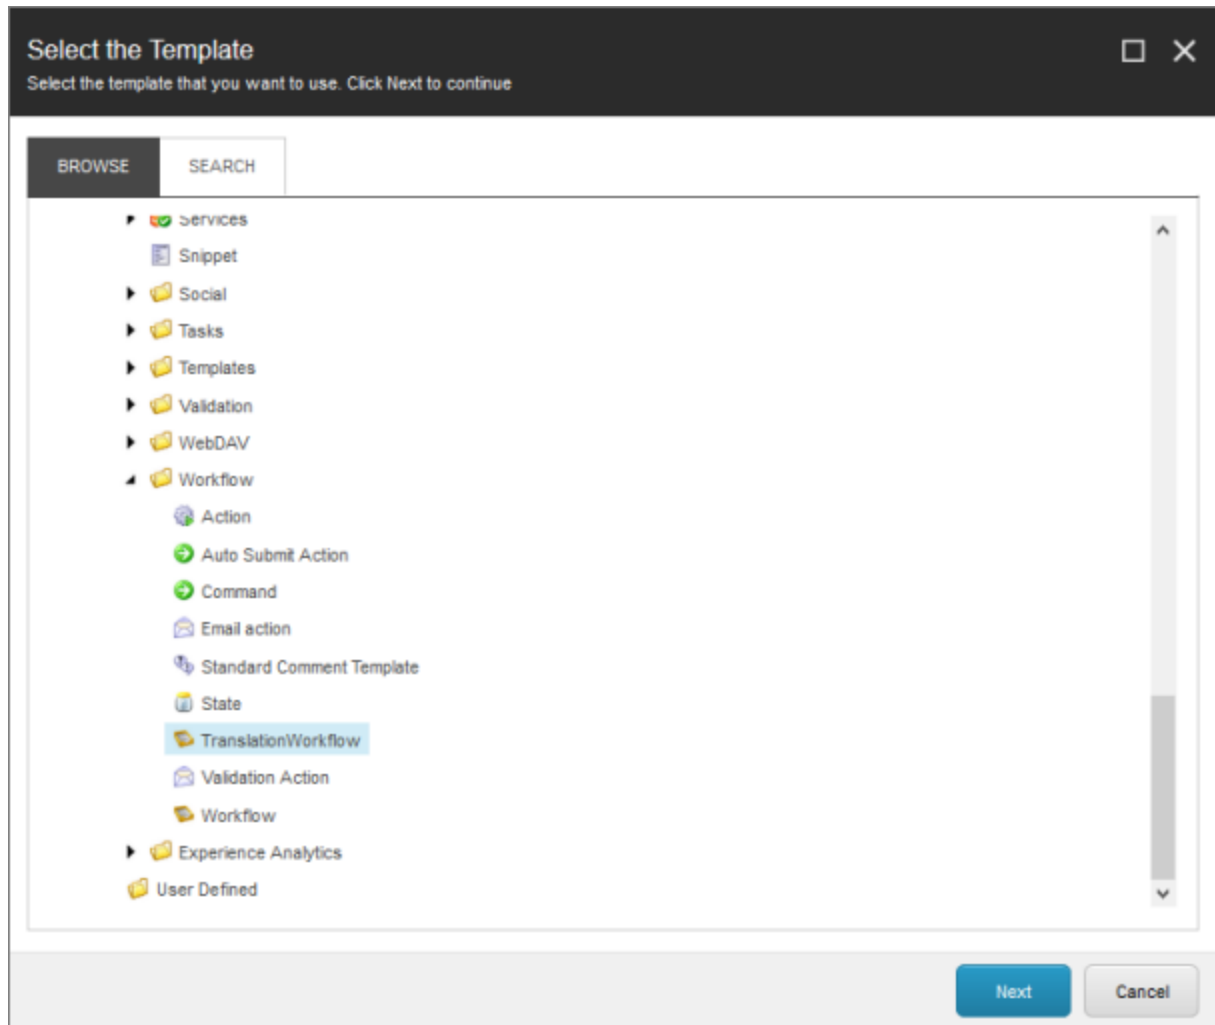 Select the Template
Select the template that you want to use. Click Next to continue
BROWSE
SEARCH
Services
Snippet
Social
Tasks
Templates
Validation
WebDAV
Workflow
Action
Auto Submit Action
Command
Email action
Standard Comment Template
State
TranslationWorkflow
Validation Action
Workflow
Experience Analytics
User Defined
Next
Cancel